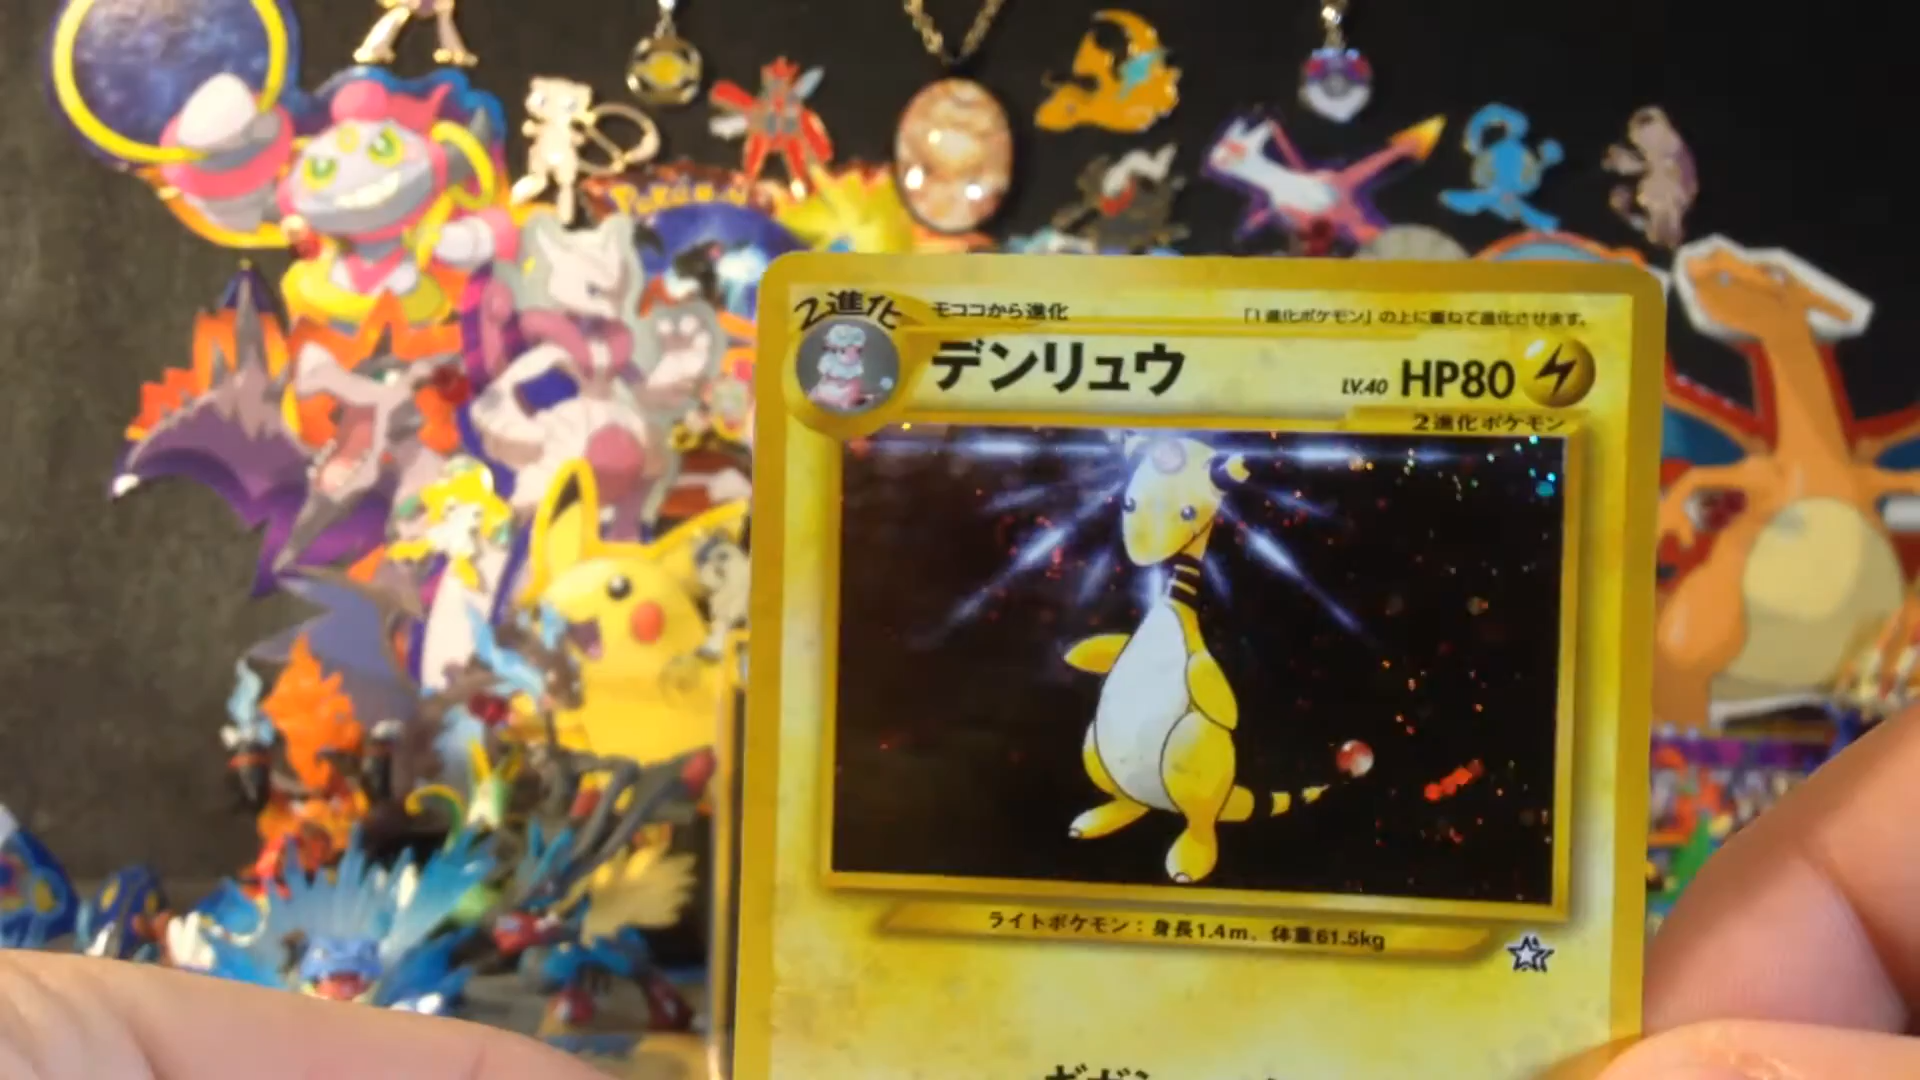 Pokémon
2進化
モココから進化
「1進化ポケモン」の上に重ねて進化させます。
デンリュウ
LV.40 HP80
2進化ポケモン
ライトポケモン：身長1.4m、体重61.5kg